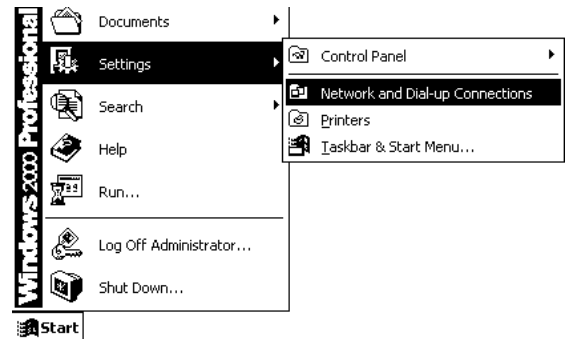 Windows 2000 Professional
Documents
Settings
Search
Help
Run...
Log Off Administrator...
Shut Down...
Start
Control Panel
Network and Dial-up Connections
Printers
Taskbar & Start Menu...